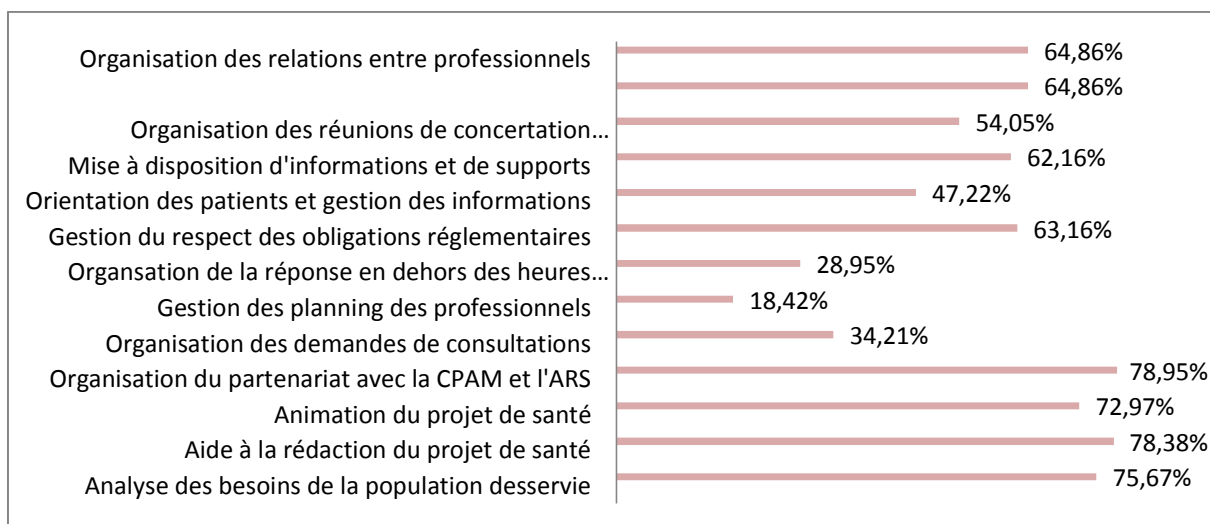 Organisation des relations entre professionnels 64,86%
64,86%
Organisation des réunions de concertation... 54,05%
Mise à disposition d'informations et de supports 62,16%
Orientation des patients et gestion des informations 47,22%
Gestion du respect des obligations réglementaires 63,16%
Organsation de la réponse en dehors des heures... 28,95%
Gestion des planning des professionnels 18,42%
Organisation des demandes de consultations 34,21%
Organisation du partenariat avec la CPAM et l'ARS 78,95%
Animation du projet de santé 72,97%
Aide à la rédaction du projet de santé 78,38%
Analyse des besoins de la population desservie 75,67%